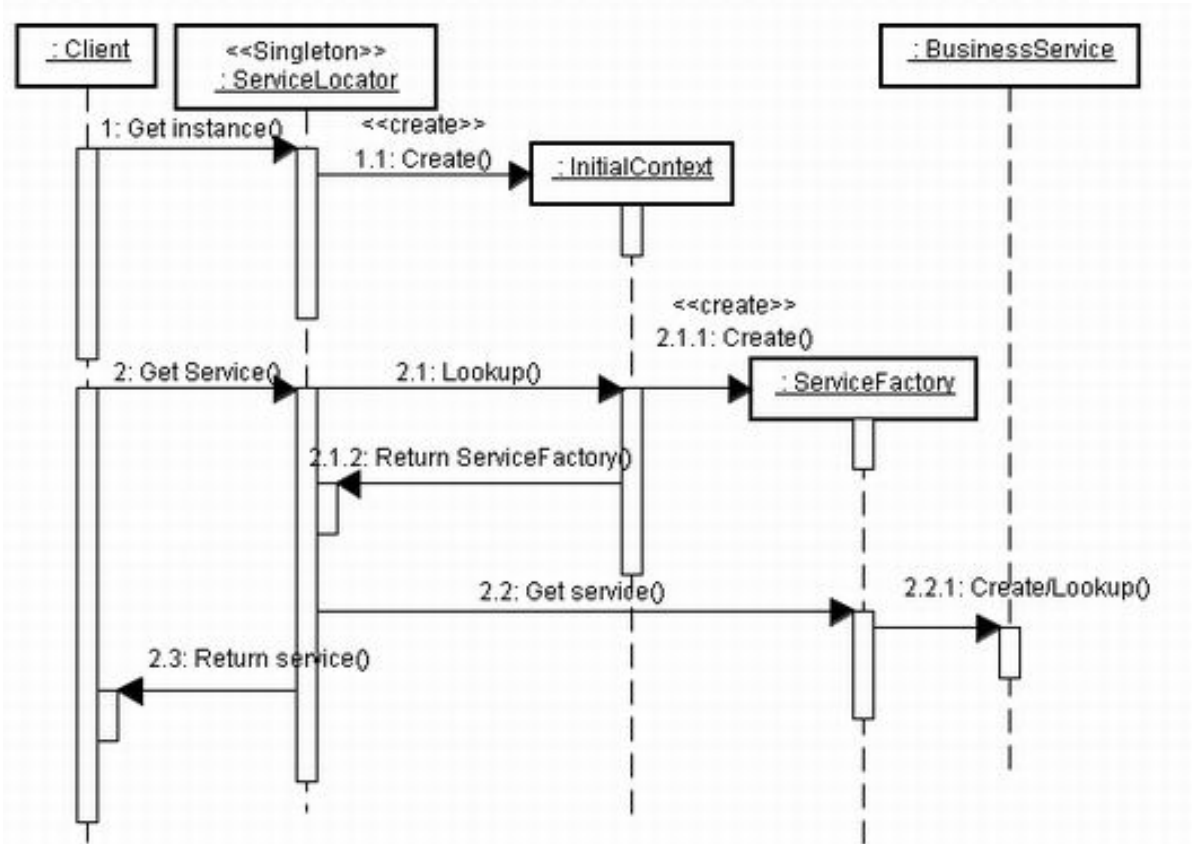 : Client
<<Singleton>>
: ServiceLocator
: BusinessService
1: Get instance()
<<create>>
1.1: Create()
: InitialContext
<<create>>
2.1.1: Create()
2: Get Service()
2.1: Lookup()
: ServiceFactory
2.1.2: Return ServiceFactory()
2.2: Get service()
2.2.1: Create/Lookup()
2.3: Return service()